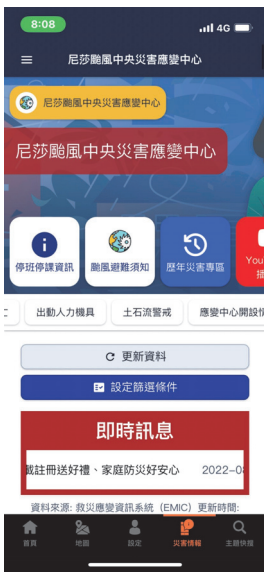 8:08
4G
尼莎颱風中央災害應變中心
尼莎颱風中央災害應變中心
尼莎颱風中央災害應變中心
停班停課資訊
颱風避難須知
歷年災害專區
YouT
播
出動人力機具
土石流警戒
應變中心開設情
更新資料
設定篩選條件
即時訊息
載註冊送好禮、家庭防災好安心 2022-08
資料來源: 救災應變資訊系統 (EMIC) 更新時間:
首頁
地圖
設定
災害情報
主題快搜